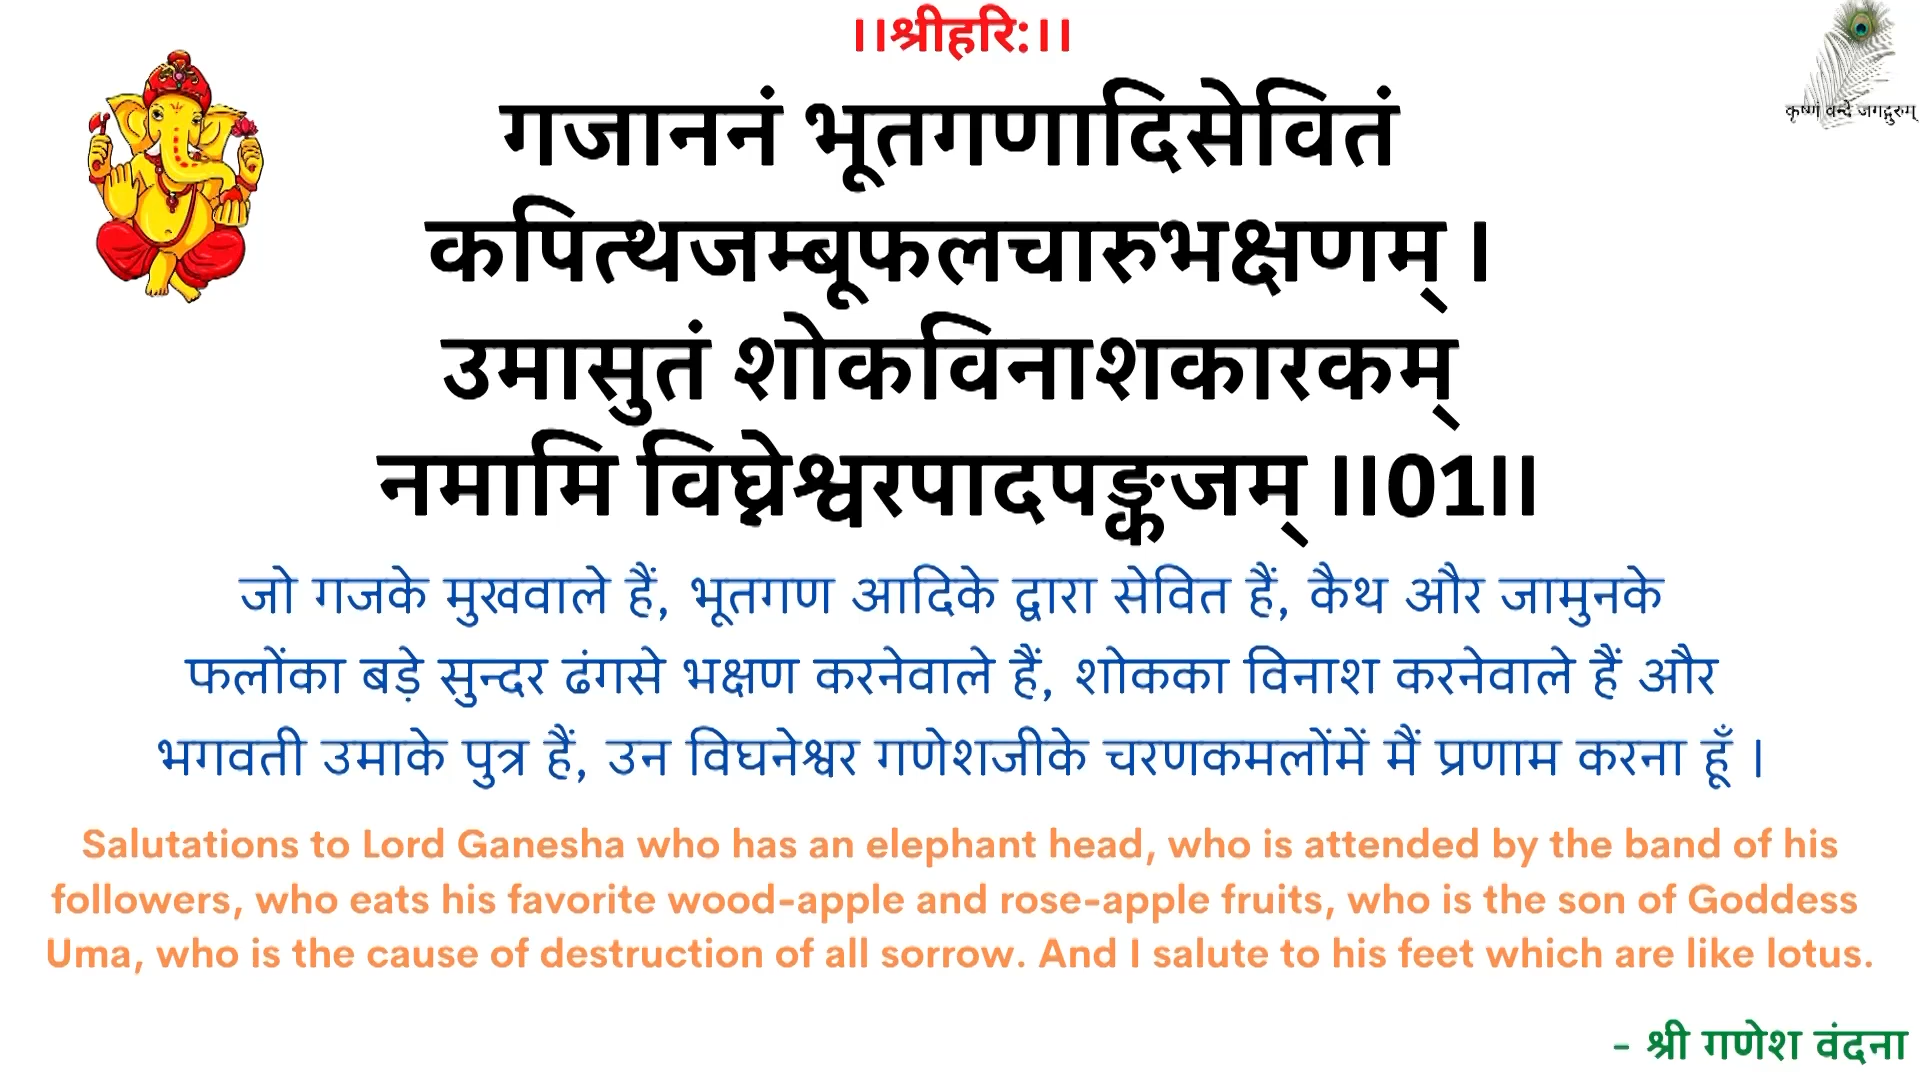 ।।श्रीहरि:।।
कृष्णं वन्दे जगद्गुरुम्
गजाननं भूतगणादिसेवितं
कपित्थजम्बूफलचारुभक्षणम् ।
उमासुतं शोकविनाशकारकम्
नमामि विघ्नेश्वरपादपङ्कजम् ।।01।।
जो गजके मुखवाले हैं, भूतगण आदिके द्वारा सेवित हैं, कैथ और जामुनके
फलोंका बड़े सुन्दर ढंगसे भक्षण करनेवाले हैं, शोकका विनाश करनेवाले हैं और
भगवती उमाके पुत्र हैं, उन विघनेश्वर गणेशजीके चरणकमलोंमें मैं प्रणाम करना हूँ ।
Salutations to Lord Ganesha who has an elephant head, who is attended by the band of his
followers, who eats his favorite wood-apple and rose-apple fruits, who is the son of Goddess
Uma, who is the cause of destruction of all sorrow. And I salute to his feet which are like lotus.
- श्री गणेश वंदना